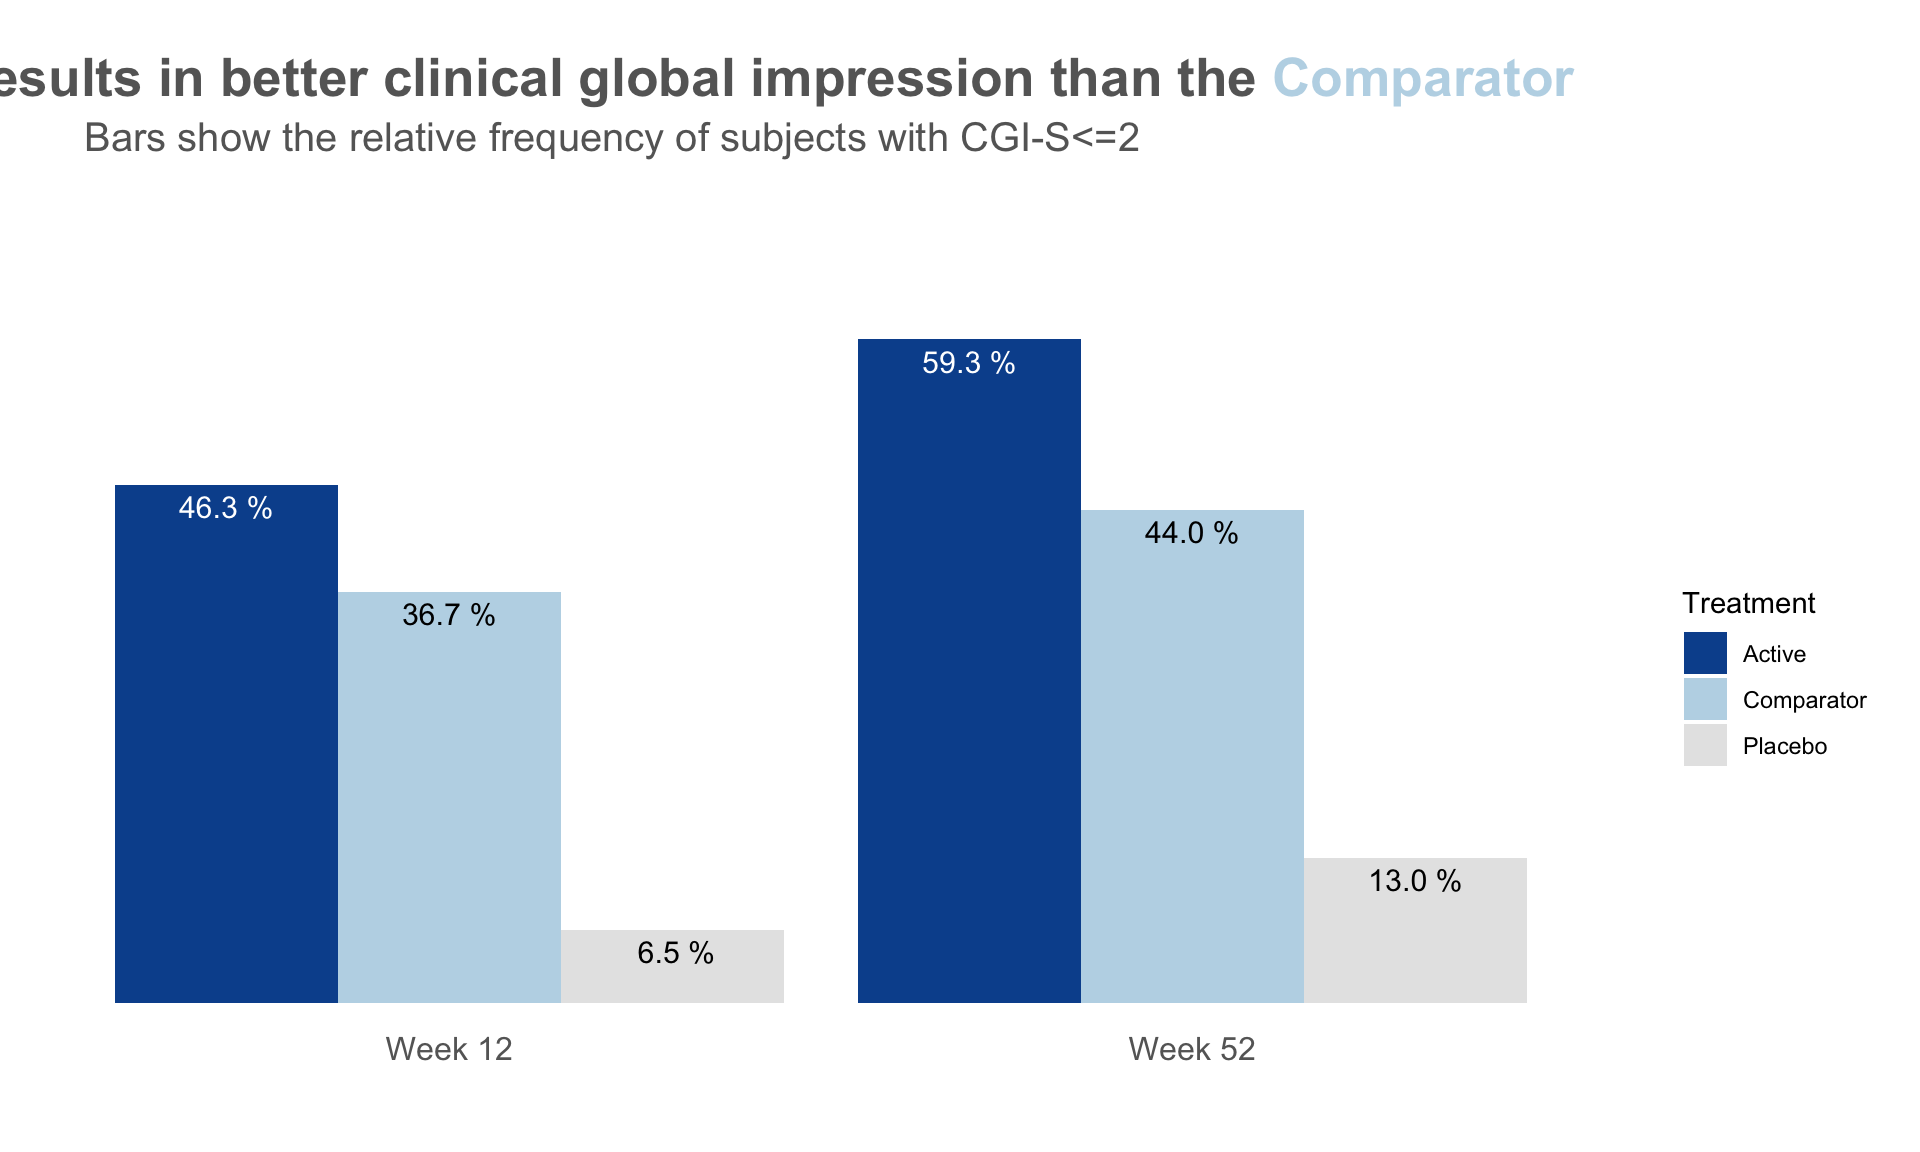 esults in better clinical global impression than the Comparator
Bars show the relative frequency of subjects with CGI-S<=2
59.3 %
46.3 %
44.0 %
36.7 %
13.0 %
6.5 %
Treatment
Active
Comparator
Placebo
Week 12
Week 52